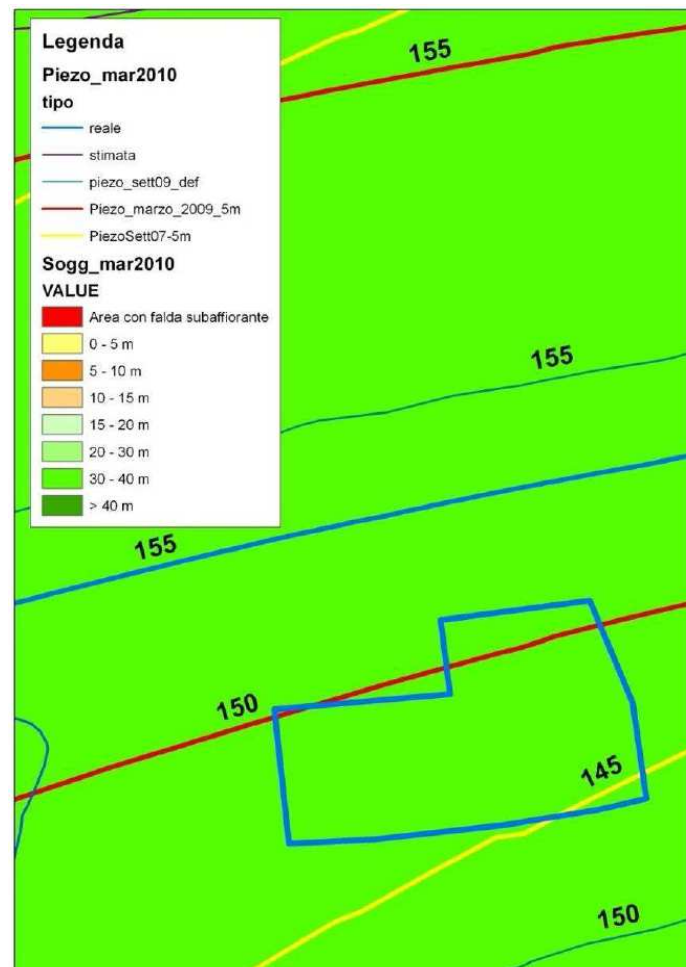 Legenda
Piezo_mar2010
tipo
reale
stimata
piezo_sett09_def
Piezo_marzo_2009_5m
PiezoSett07-5m
Sogg_mar2010
VALUE
Area con falda subaffiorante
0 - 5 m
5 - 10 m
10 - 15 m
15 - 20 m
20 - 30 m
30 - 40 m
> 40 m
155
155
155
150
145
150